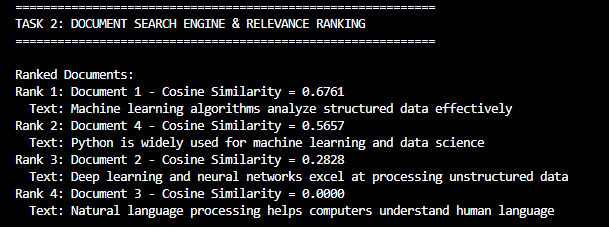 ============================================================
TASK 2: DOCUMENT SEARCH ENGINE & RELEVANCE RANKING
============================================================
Ranked Documents:
Rank 1: Document 1 - Cosine Similarity = 0.6761
Text: Machine learning algorithms analyze structured data effectively
Rank 2: Document 4 - Cosine Similarity = 0.5657
Text: Python is widely used for machine learning and data science
Rank 3: Document 2 - Cosine Similarity = 0.2828
Text: Deep learning and neural networks excel at processing unstructured data
Rank 4: Document 3 - Cosine Similarity = 0.0000
Text: Natural language processing helps computers understand human language